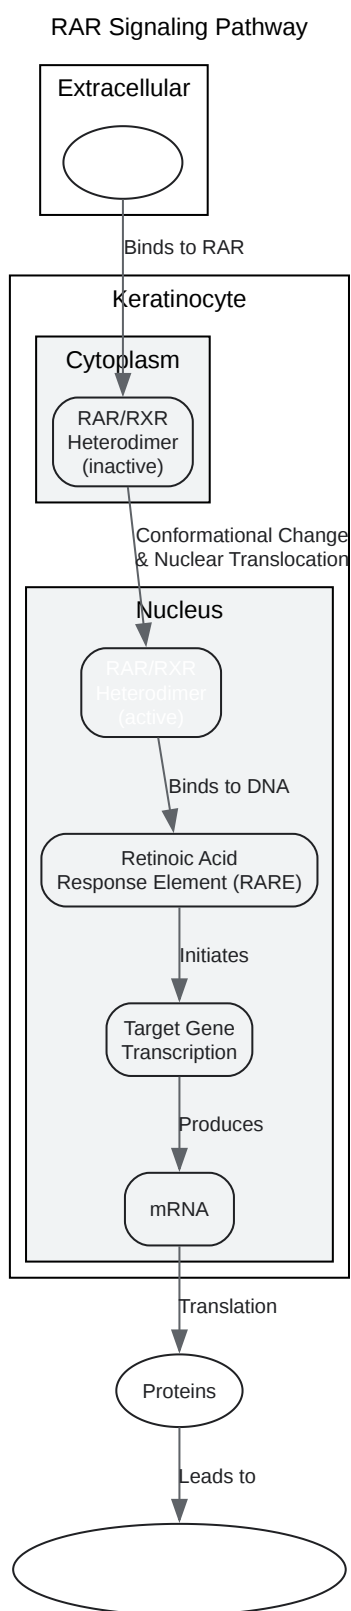 RAR Signaling Pathway
Extracellular
Binds to RAR
Keratinocyte
Cytoplasm
RAR/RXR
Heterodimer
(inactive)
Conformational Change
& Nuclear Translocation
Nucleus
RAR/RXR
Heterodimer
(active)
Binds to DNA
Retinoic Acid
Response Element (RARE)
Initiates
Target Gene
Transcription
Produces
mRNA
Translation
Proteins
Leads to